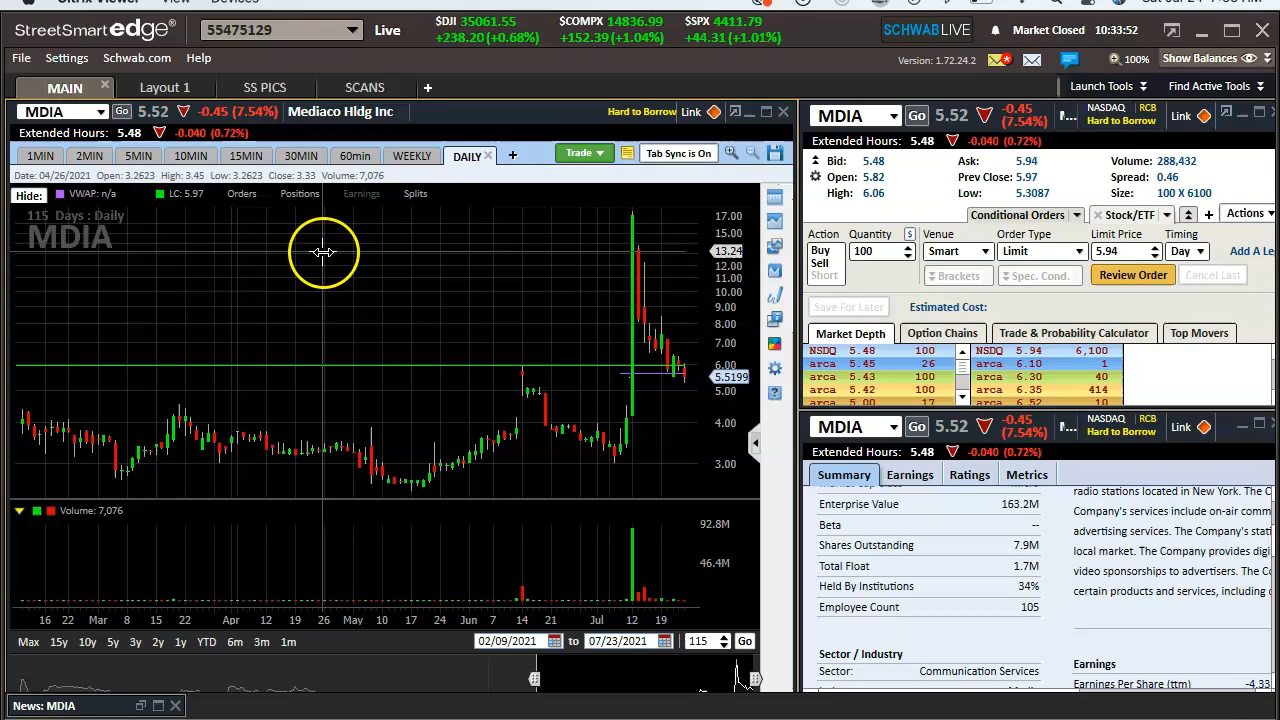 StreetSmart edge
55475129
Live
$DJI 35061.55
+238.20 (+0.68%)
$COMPX 14836.99
+152.39 (+1.04%)
$SPX 4411.79
+44.31 (+1.01%)
SCHWABLIVE
Market Closed
10:33:52
File Settings Schwab.com Help
Version: 1.72.24.2
100%
Show Balances
MAIN Layout 1 SS PICS SCANS +
Launch Tools Find Active Tools
MDIA Go 5.52 -0.45 (7.54%) Mediaco Hldg Inc
Hard to Borrow Link
Extended Hours: 5.48 -0.040 (0.72%)
1MIN 2MIN 5MIN 10MIN 15MIN 30MIN 60min WEEKLY DAILY + Trade Tab Sync is On
Date: 04/26/2021 Open: 3.2623 High: 3.45 Low: 3.2623 Close: 3.33 Volume: 7,076
Hide: VWAP: n/a LC: 5.97 Orders Positions Earnings Splits
115 Days : Daily
MDIA
17.00
15.00
13.24
12.00
11.00
10.00
9.00
8.00
7.00
6.00
5.5199
5.00
4.00
3.00
Volume: 7,076
92.8M
46.4M
16 22 Mar 8 15 22 Apr 12 19 26 May 10 17 24 Jun 7 14 21 Jul 12 19
Max 15y 10y 5y 3y 2y 1y YTD 6m 3m 1m
02/09/2021 to 07/23/2021 115 Go
News: MDIA
MDIA Go 5.52 -0.45
(7.54%)
M...
NASDAQ RCB
Hard to Borrow
Link
Extended Hours: 5.48 -0.040 (0.72%)
Bid: 5.48 Ask: 5.94 Volume: 288,432
Open: 5.82 Prev Close: 5.97 Spread: 0.46
High: 6.06 Low: 5.3087 Size: 100 X 6100
Conditional Orders Stock/ETF + Actions
Action Quantity $ Venue Order Type Limit Price Timing
Buy
Sell
Short
100 Smart Limit 5.94 Day Add a Le
Brackets Spec. Cond. Review Order Cancel Last
Save For Later Estimated Cost:
Market Depth Option Chains Trade & Probability Calculator Top Movers
NSDQ 5.48 100 NSDQ 5.94 6,100
arca 5.45 26 arca 6.10 1
arca 5.43 100 arca 6.30 40
arca 5.42 100 arca 6.35 414
arca 5.00 17 arca 6.52 10
MDIA Go 5.52 -0.45
(7.54%)
M...
NASDAQ RCB
Hard to Borrow
Link
Extended Hours: 5.48 -0.040 (0.72%)
Summary Earnings Ratings Metrics
Enterprise Value 163.2M
Beta --
Shares Outstanding 7.9M
Total Float 1.7M
Held By Institutions 34%
Employee Count 105
radio stations located in New York. The C
Company's services include on-air comm
advertising services. The Company's stat
local market. The Company provides digi
video sponsorships to advertisers. The Co
certain products and services, including c
Sector / Industry
Sector: Communication Services
Earnings
Earnings Per Share (ttm) -4.33